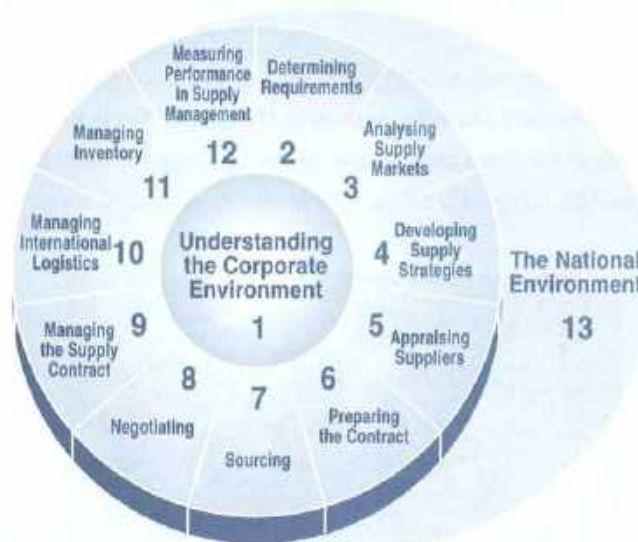 Understanding
the Corporate
Environment
1
Determining
Requirements
2
Analysing
Supply
Markets
3
Developing
Supply
Strategies
4
Appraising
Suppliers
5
Preparing
the Contract
6
Sourcing
7
Negotiating
8
Managing
the Supply
Contract
9
Managing
International
Logistics
10
Managing
Inventory
11
Measuring
Performance
in Supply
Management
12
The National
Environment
13